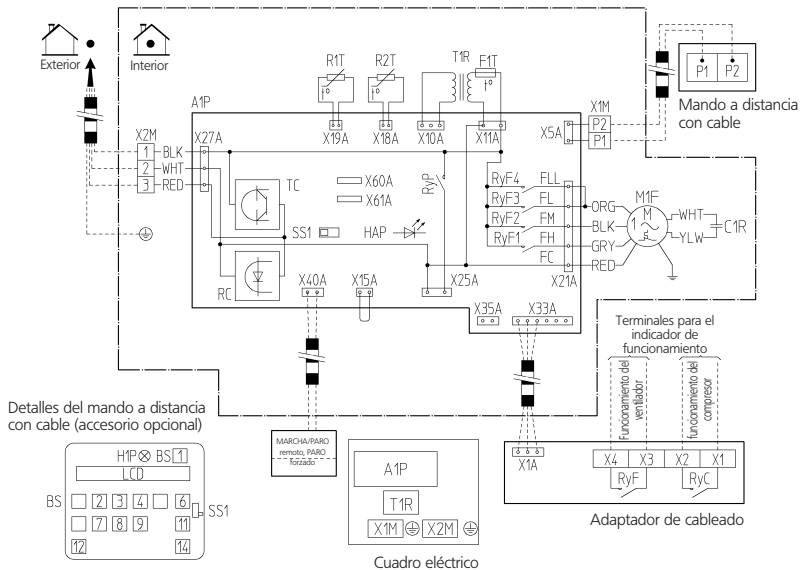 Exterior
Interior
R1T
R2T
T1R
F1T
t°
t°
A1P
X19A
X18A
X10A
X11A
X5A
X1M
P2
P1
P1
P2
Mando a distancia
con cable
X2M
X27A
1
BLK
2
WHT
3
RED
TC
X60A
X61A
RyP
SS1
HAP
RC
X40A
X15A
X25A
RyF4
FLL
RyF3
FL
RyF2
FM
RyF1
FH
FC
X21A
ORG
BLK
GRY
RED
M1F
M
1
WHT
YLW
C1R
X35A
X33A
Terminales para el
indicador de
funcionamiento
Funcionamiento del
ventilador
funcionamiento del
compresor
X1A
X4
X3
X2
X1
RyF
RyC
Adaptador de cableado
MARCHA/PARO
remoto, PARO
forzado
Detalles del mando a distancia
con cable (accesorio opcional)
H1P
BS
1
LCD
BS
2
3
4
6
SS1
7
8
9
11
12
14
A1P
T1R
X1M
X2M
Cuadro eléctrico